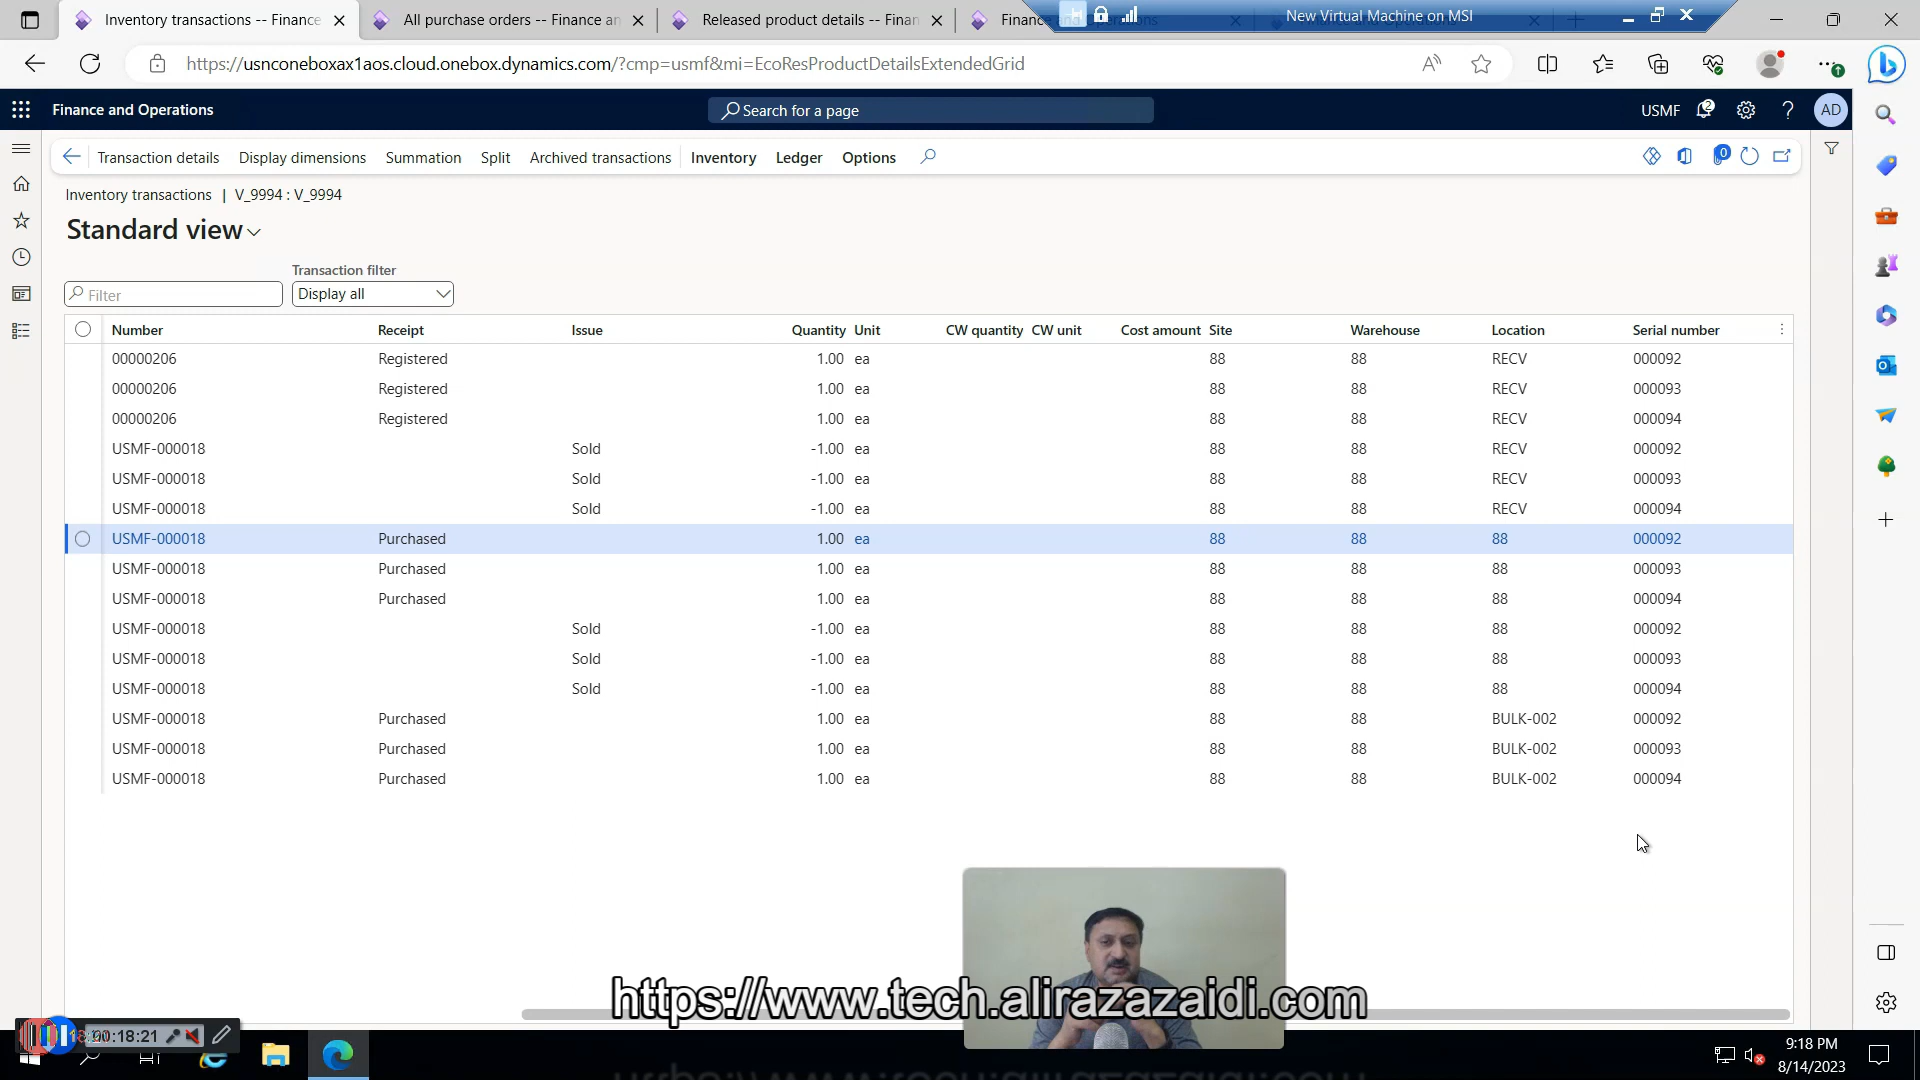 Inventory transactions -- Finance
All purchase orders -- Finance an
Released product details -- Finan
New Virtual Machine on MSI
https://usnconeboxax1aos.cloud.onebox.dynamics.com/?cmp=usmf&mi=EcoResProductDetailsExtendedGrid
Finance and Operations
Search for a page
USMF
2
AD
Transaction details
Display dimensions
Summation
Split
Archived transactions
Inventory
Ledger
Options
0
Inventory transactions | V_9994 : V_9994
Standard view
Transaction filter
Filter
Display all
Number Receipt Issue Quantity Unit CW quantity CW unit Cost amount Site Warehouse Location Serial number
00000206 Registered 1.00 ea 88 88 RECV 000092
00000206 Registered 1.00 ea 88 88 RECV 000093
00000206 Registered 1.00 ea 88 88 RECV 000094
USMF-000018 Sold -1.00 ea 88 88 RECV 000092
USMF-000018 Sold -1.00 ea 88 88 RECV 000093
USMF-000018 Sold -1.00 ea 88 88 RECV 000094
USMF-000018 Purchased 1.00 ea 88 88 88 000092
USMF-000018 Purchased 1.00 ea 88 88 88 000093
USMF-000018 Purchased 1.00 ea 88 88 88 000094
USMF-000018 Sold -1.00 ea 88 88 88 000092
USMF-000018 Sold -1.00 ea 88 88 88 000093
USMF-000018 Sold -1.00 ea 88 88 88 000094
USMF-000018 Purchased 1.00 ea 88 88 BULK-002 000092
USMF-000018 Purchased 1.00 ea 88 88 BULK-002 000093
USMF-000018 Purchased 1.00 ea 88 88 BULK-002 000094
https://www.tech.alirazazaidi.com
00:18:21
9:18 PM
8/14/2023